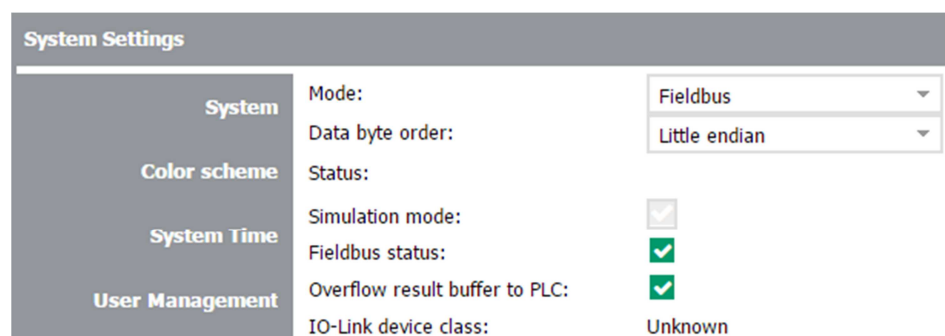 System Settings
System
Color scheme
System Time
User Management
Mode: Fieldbus
Data byte order: Little endian
Status:
Simulation mode:
Fieldbus status:
Overflow result buffer to PLC:
IO-Link device class: Unknown